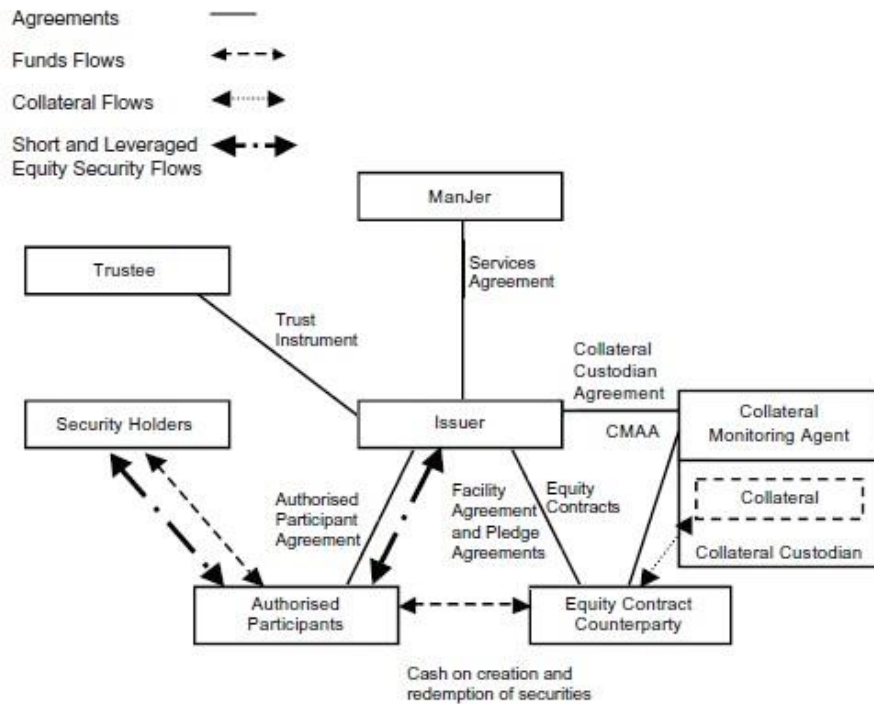 Agreements
Funds Flows
Collateral Flows
Short and Leveraged
Equity Security Flows
ManJer
Trustee
Services
Agreement
Trust
Instrument
Collateral
Custodian
Agreement
Security Holders
Issuer
CMAA
Collateral
Monitoring Agent
Authorised
Participant
Agreement
Facility
Agreement
and Pledge
Agreements
Equity
Contracts
Collateral
Collateral Custodian
Authorised
Participants
Equity Contract
Counterparty
Cash on creation and
redemption of securities